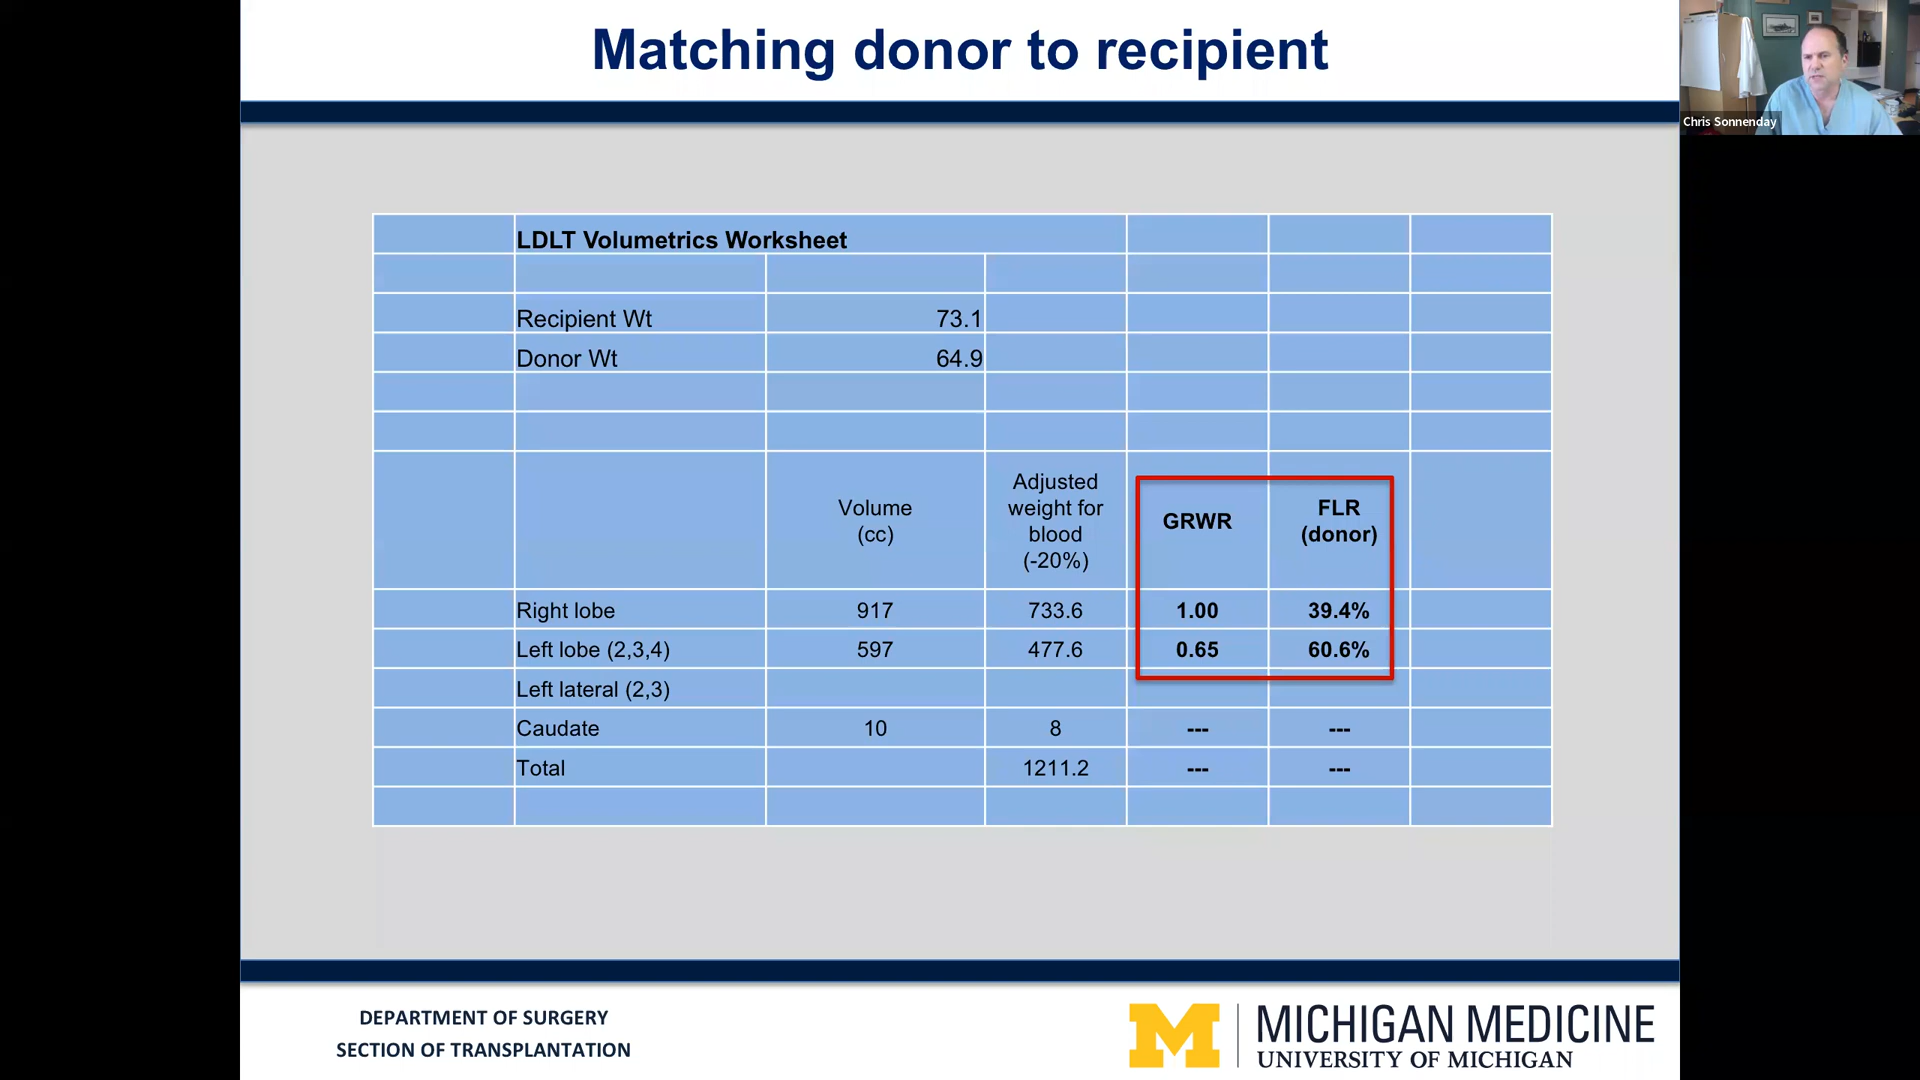 Matching donor to recipient
Chris Sonnenday
LDLT Volumetrics Worksheet
Recipient Wt 73.1
Donor Wt 64.9
Volume (cc) Adjusted weight for blood (-20%) GRWR FLR (donor)
Right lobe 917 733.6 1.00 39.4%
Left lobe (2,3,4) 597 477.6 0.65 60.6%
Left lateral (2,3)
Caudate 10 8 --- ---
Total 1211.2 --- ---
DEPARTMENT OF SURGERY
SECTION OF TRANSPLANTATION
M
MICHIGAN MEDICINE
UNIVERSITY OF MICHIGAN